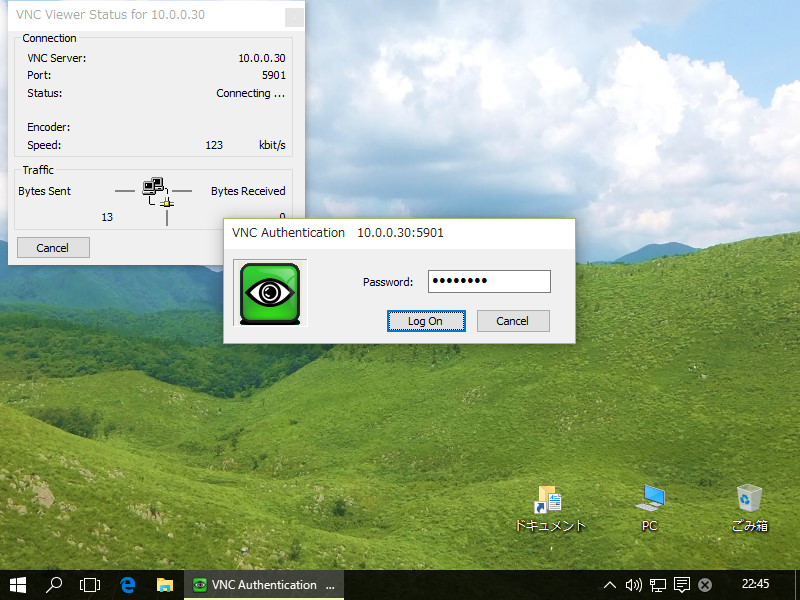 VNC Viewer Status for 10.0.0.30
Connection
VNC Server: 10.0.0.30
Port: 5901
Status: Connecting ...
Encoder:
Speed: 123 kbit/s
Traffic
Bytes Sent Bytes Received
13 0
Cancel
VNC Authentication 10.0.0.30:5901
Password: ●●●●●●●●
Log On Cancel
ドキュメント PC ごみ箱
VNC Authentication ... 22:45